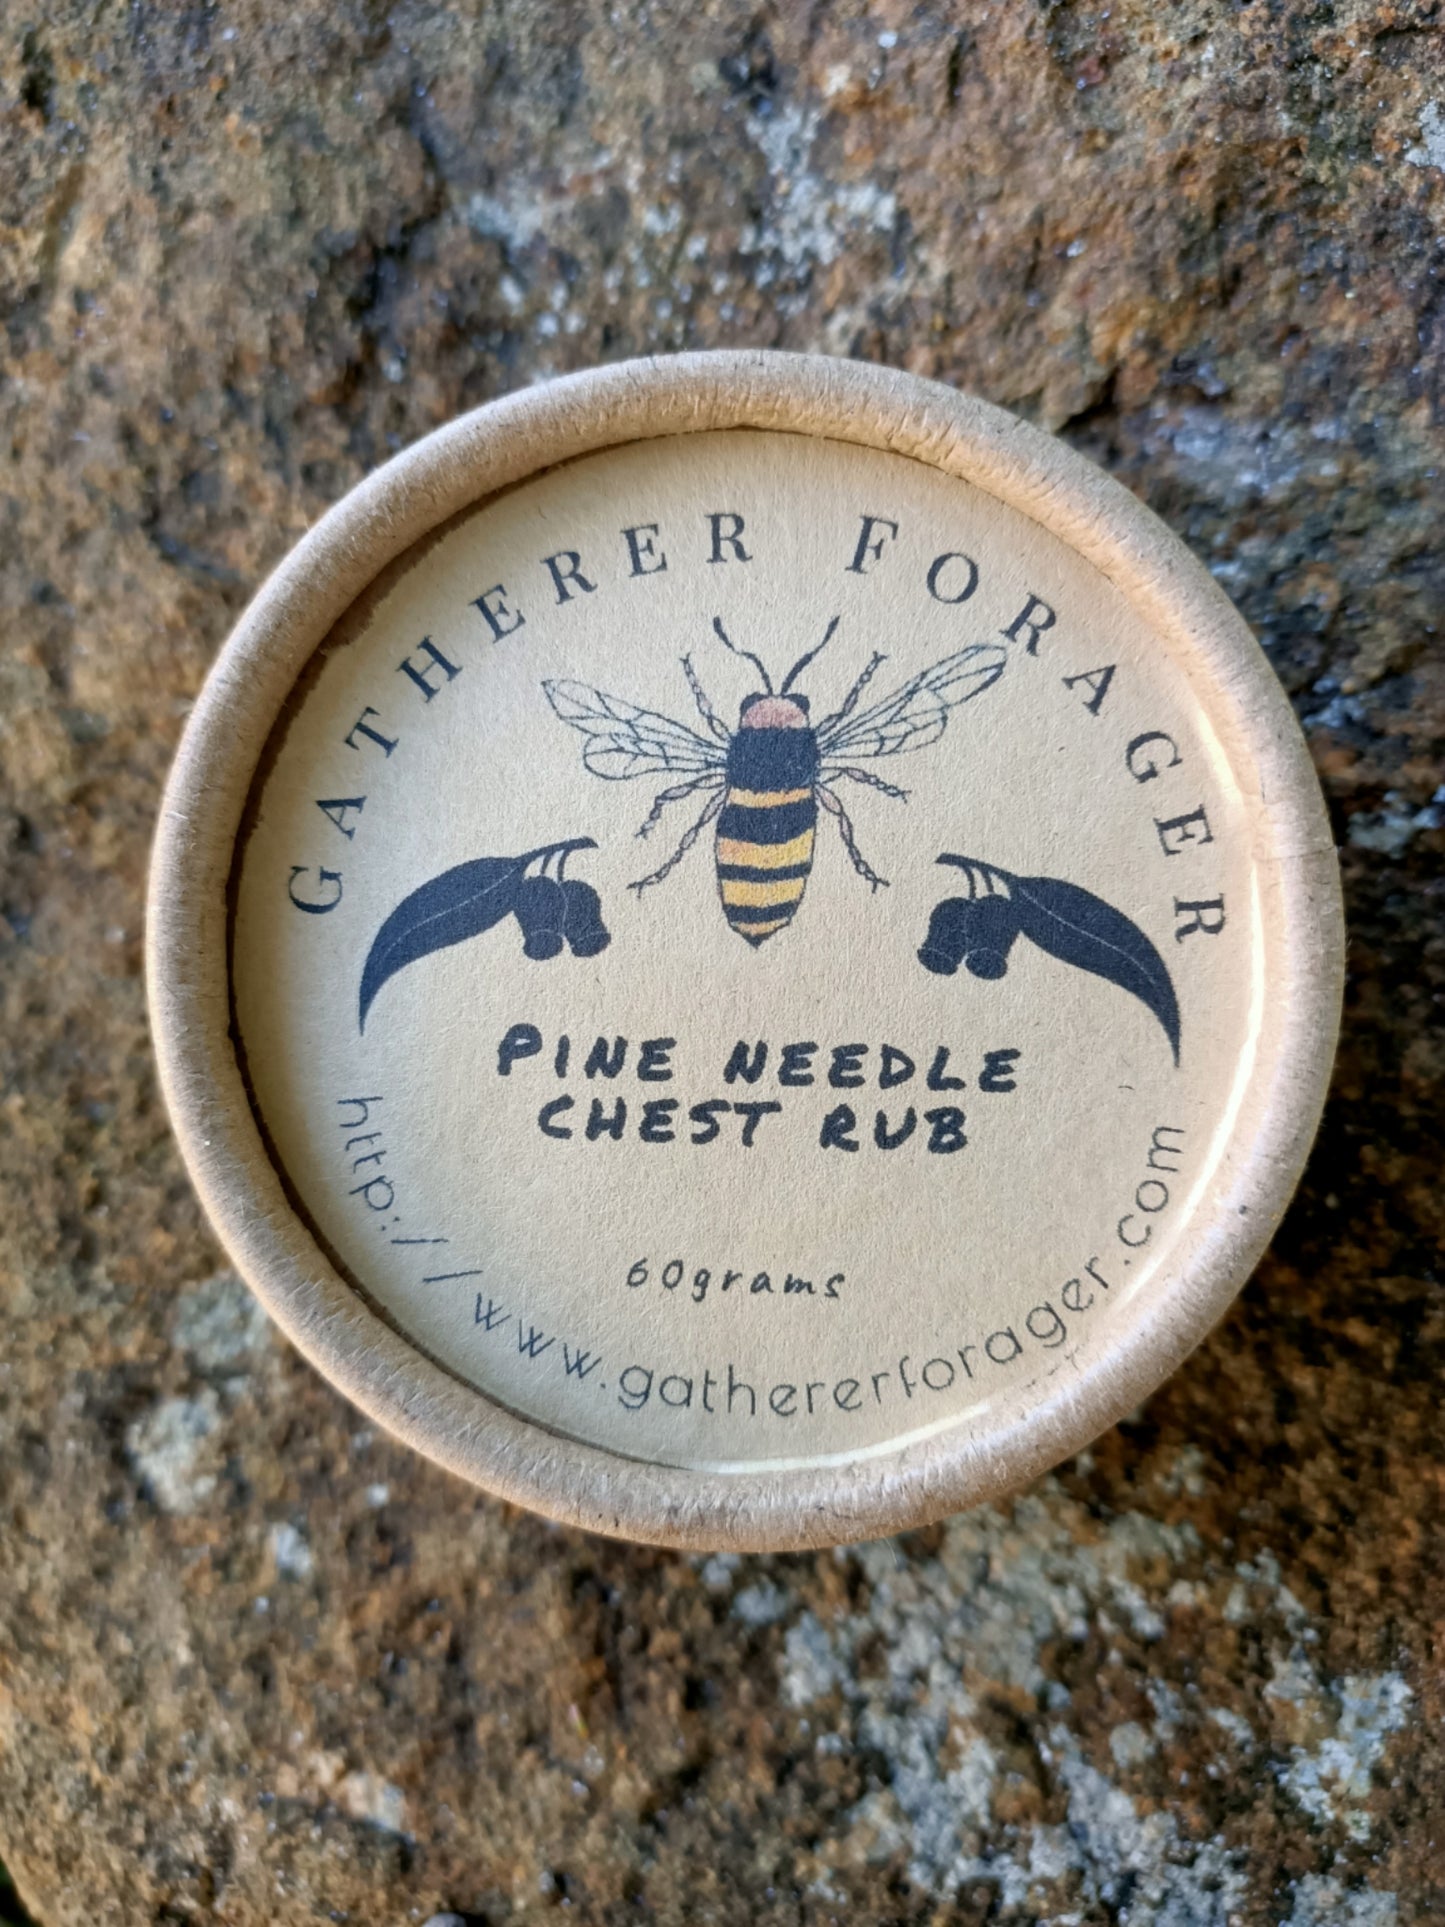 GATHERER FORAGER
PINE NEEDLE
CHEST RUB
60grams
http://www.gathererforager.com